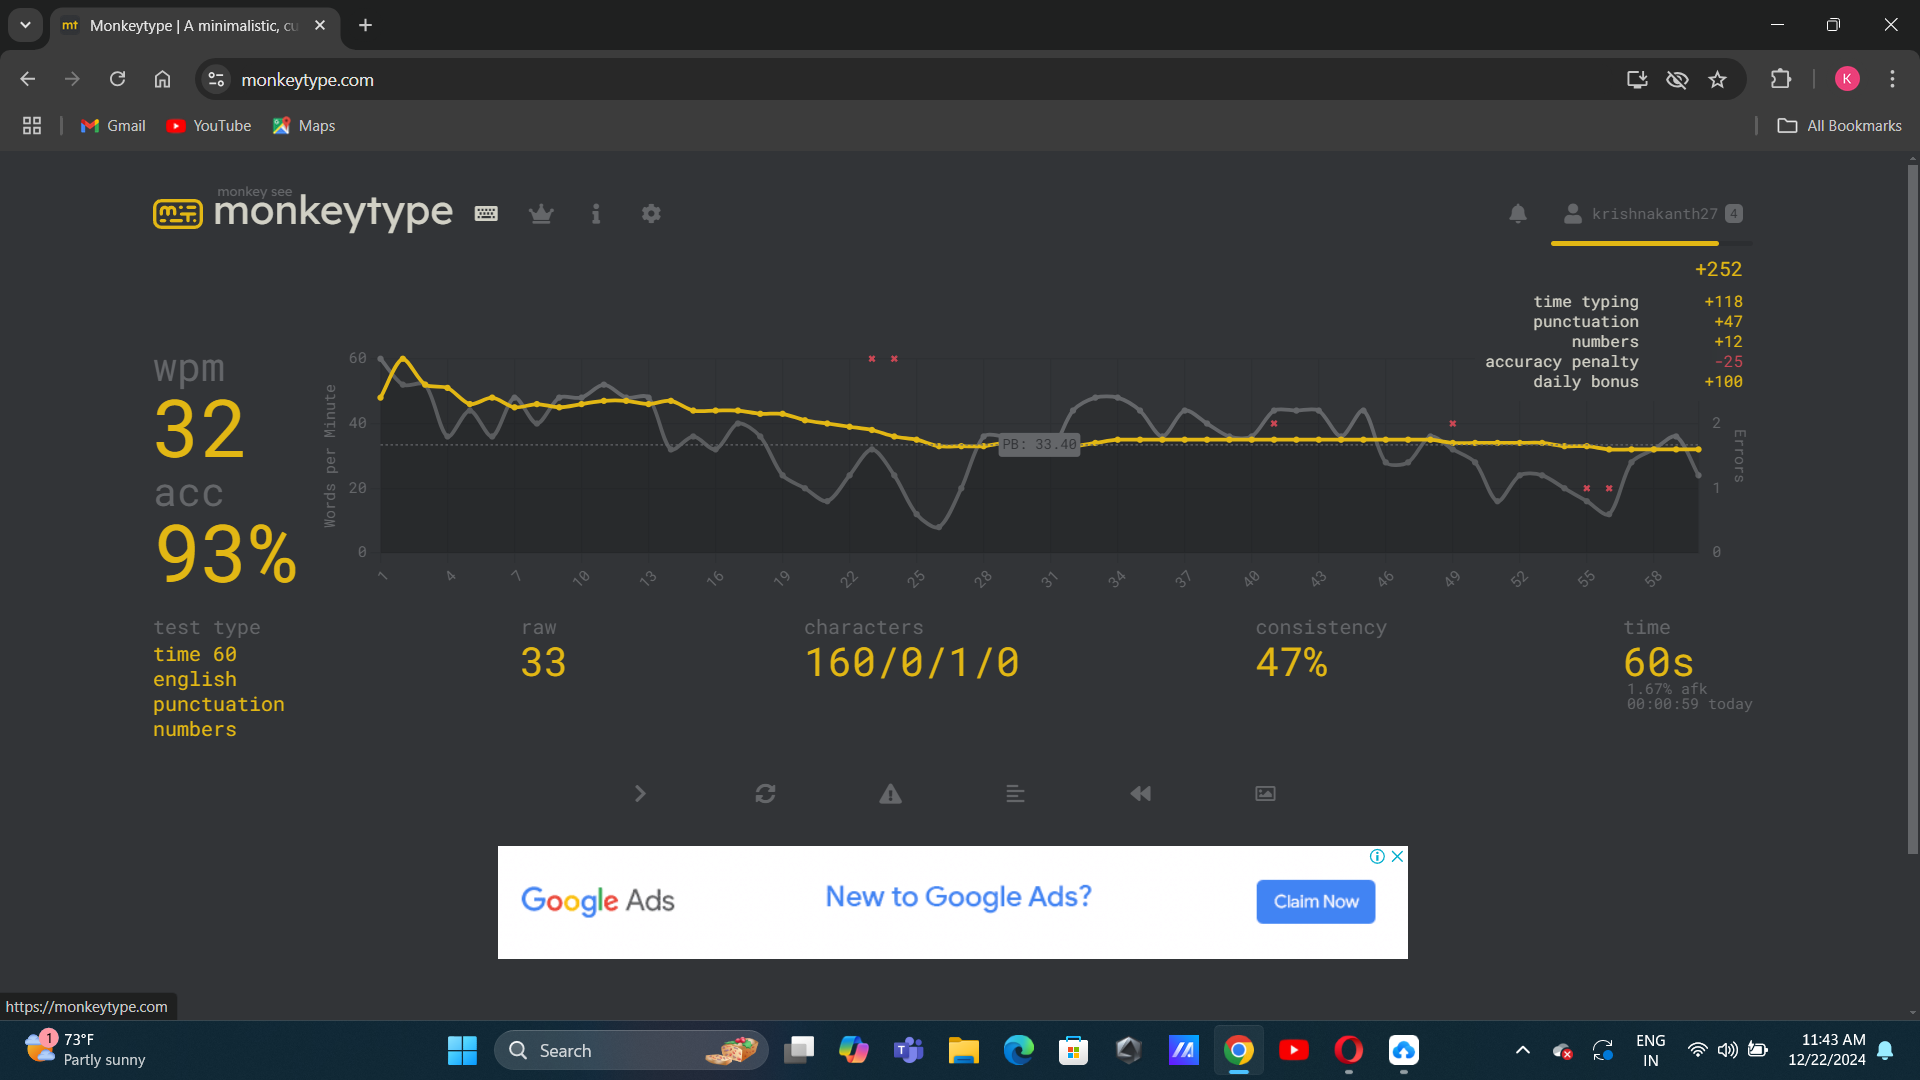 mt Monkeytype | A minimalistic, cu
monkeytype.com
K
Gmail YouTube Maps All Bookmarks
monkey see
monkeytype
krishnakanth27 4
+252
time typing +118
punctuation +47
numbers +12
accuracy penalty -25
daily bonus +100
wpm
32
acc
93%
Words per Minute
60
40
20
0
PB: 33.40
2
1
0
Errors
1 4 7 10 13 16 19 22 25 28 31 34 37 40 43 46 49 52 55 58
test type
time 60
english
punctuation
numbers
raw
33
characters
160/0/1/0
consistency
47%
time
60s
1.67% afk
00:00:59 today
Google Ads
New to Google Ads?
Claim Now
https://monkeytype.com
1
73°F
Partly sunny
Search
ENG
IN
11:43 AM
12/22/2024